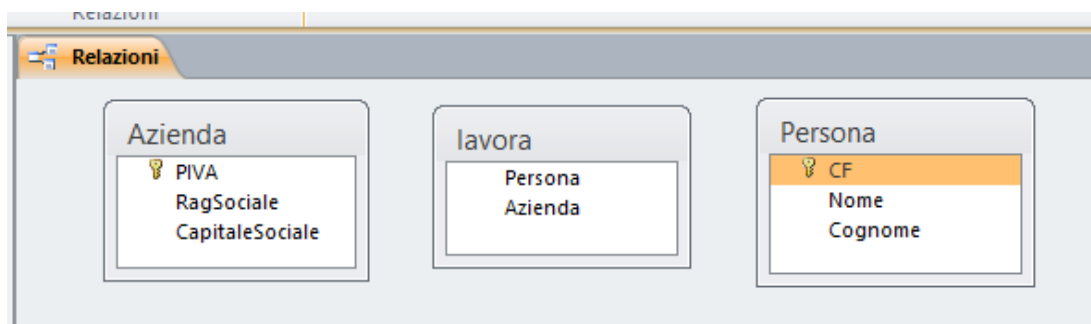 Relazioni
Relazioni
Azienda
PIVA
RagSociale
CapitaleSociale
lavora
Persona
Azienda
Persona
CF
Nome
Cognome